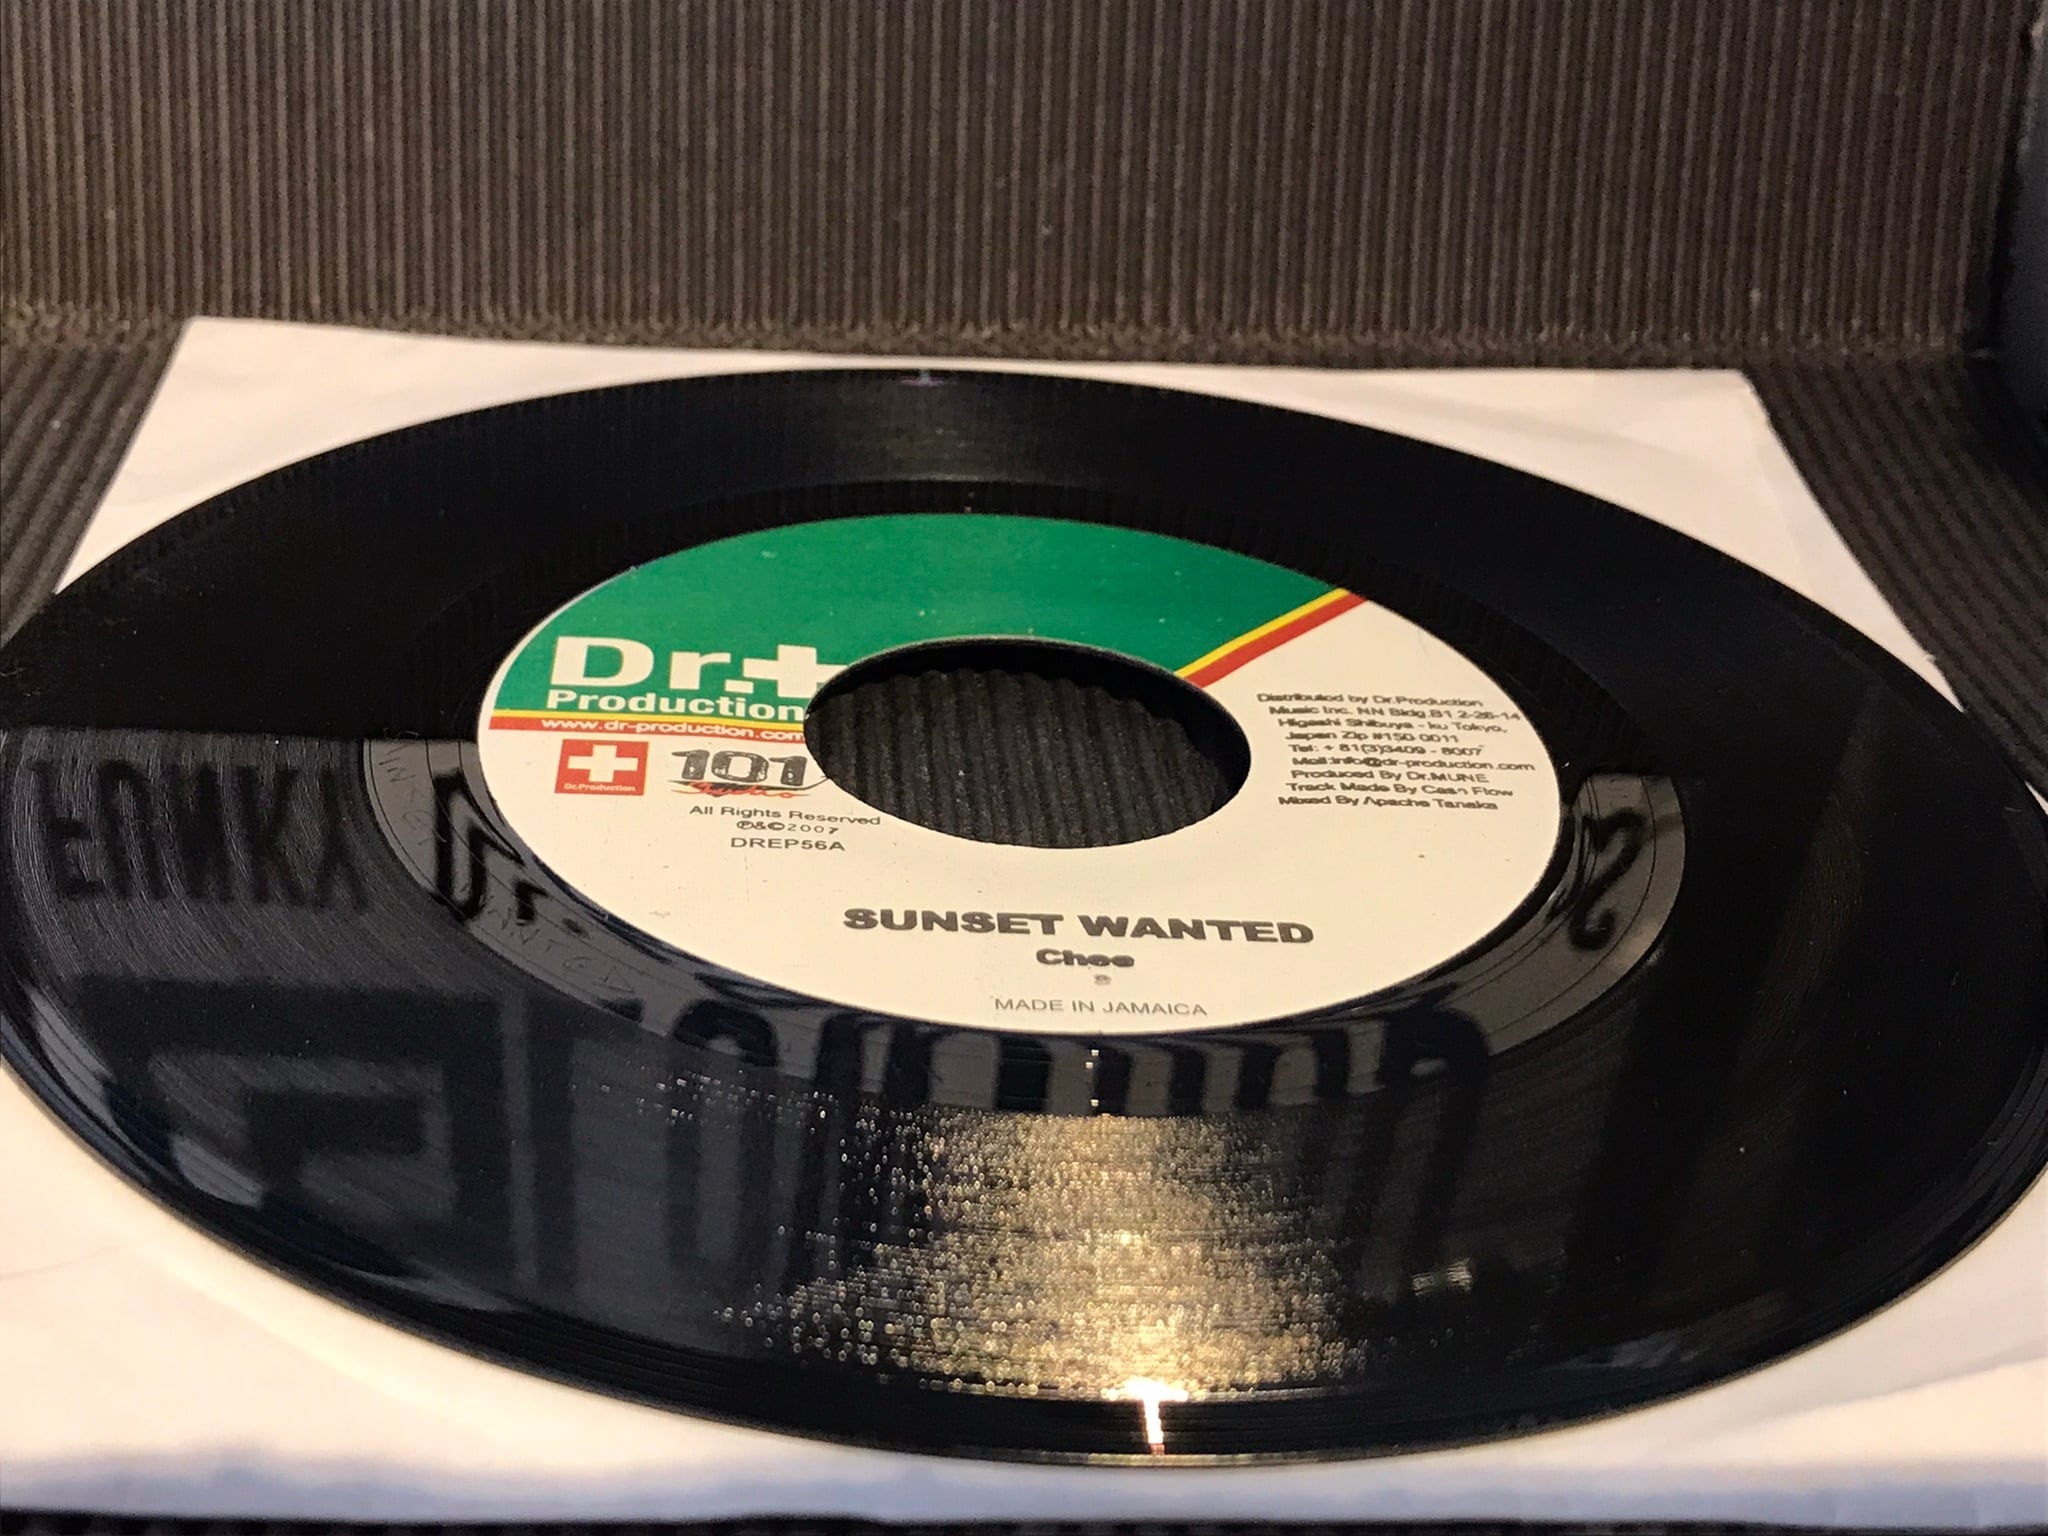 Dr.
Production
www.dr-production.com
Dr.Production
101
Studio
All Rights Reserved
℗&©2007
DREP56A
Distributed by Dr.Production
Music Inc. NN Bldg.B1 2-26-14
Higashi Shibuya - ku Tokyo,
Japan Zip #150 0011
Tel: + 81(3)3409 - 8007
Mail:info@dr-production.com
Produced By Dr.MUNE
Track Made By Cash Flow
Mixed By Apache Tanaka
SUNSET WANTED
Chee
MADE IN JAMAICA